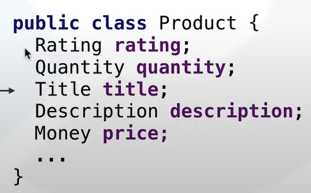 public class Product {
Rating rating;
Quantity quantity;
Title title;
Description description;
Money price;
...
}